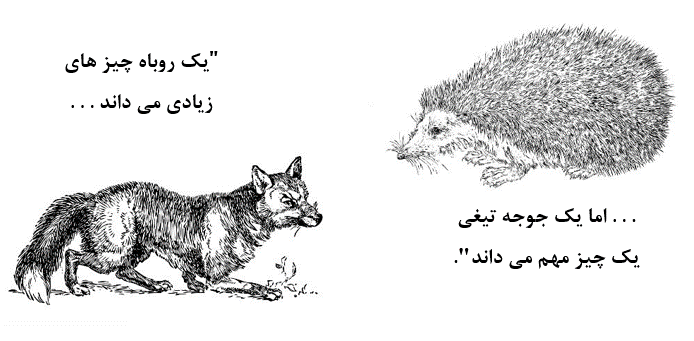 "یک روباه چیز های
زیادی می داند . . .
. . . اما یک جوجه تیغی
یک چیز مهم می داند".